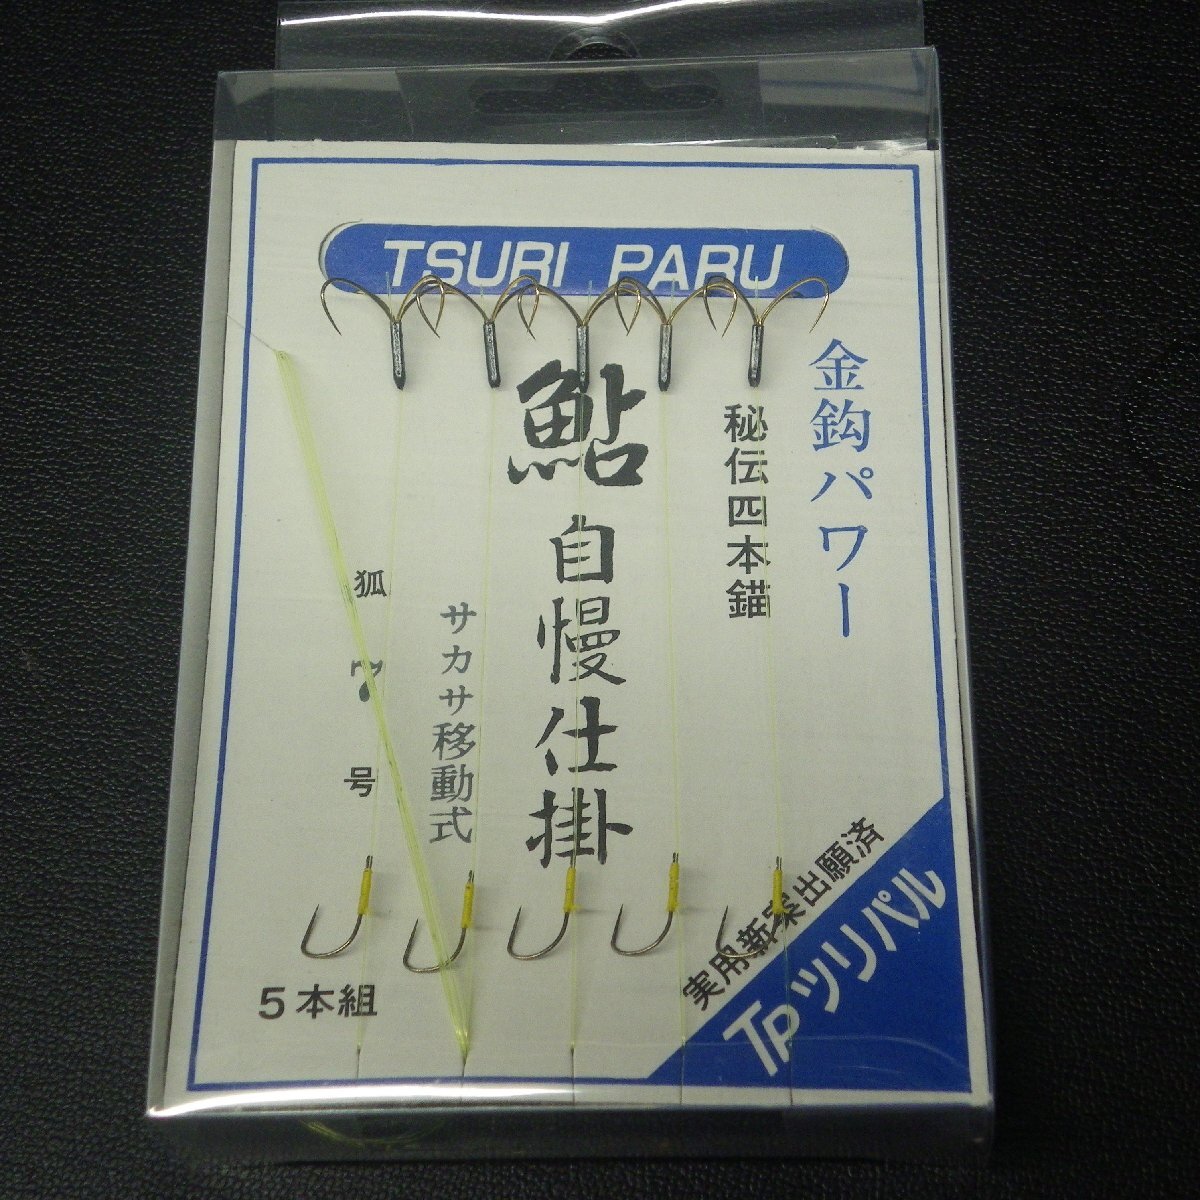 TSURI PARU
金鈎パワー
秘伝四本錨
鮎自慢仕掛
サカサ移動式
狐7号
5本組
実用新案出願済
TPツリパル